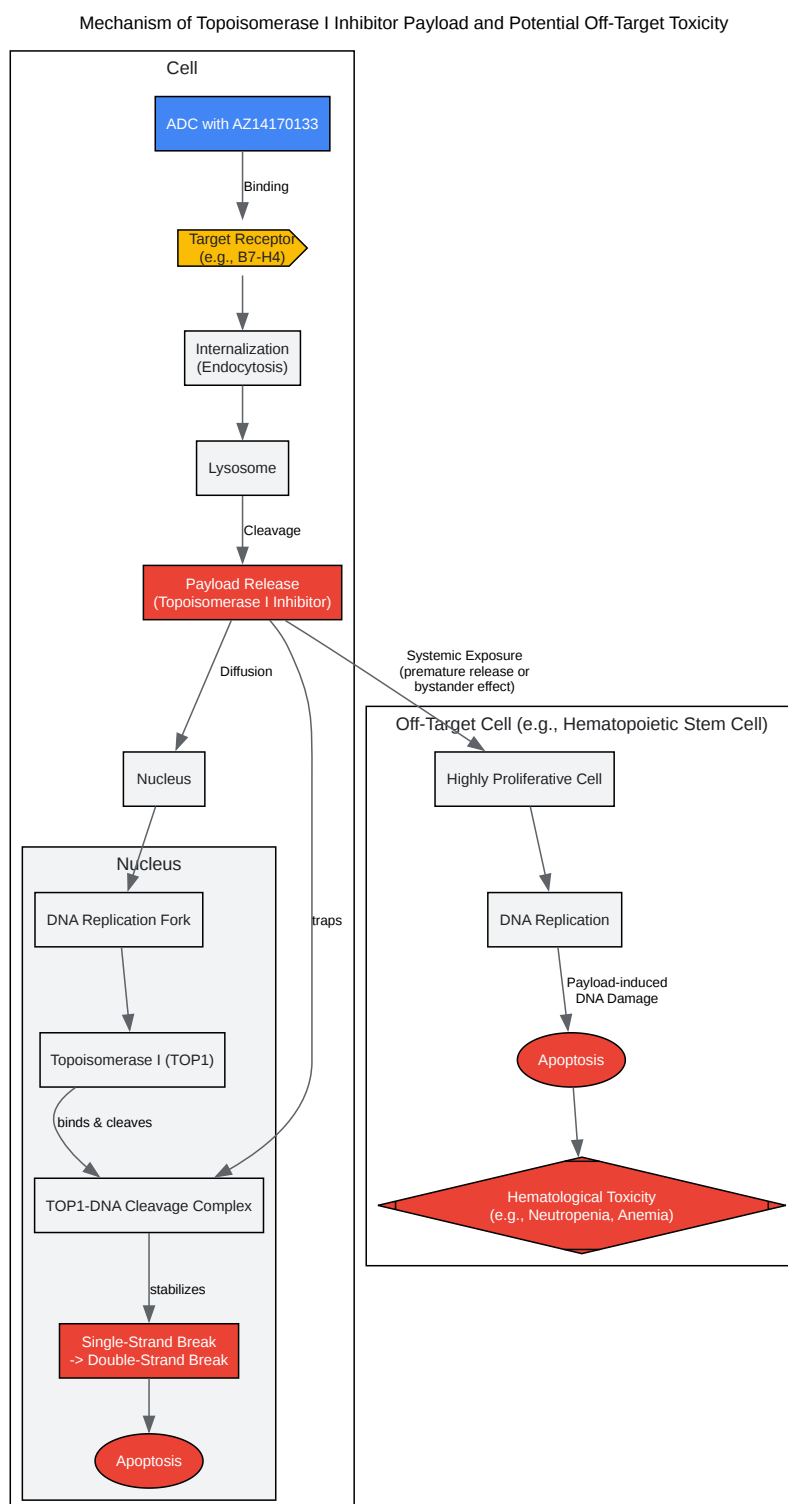 Mechanism of Topoisomerase I Inhibitor Payload and Potential Off-Target Toxicity
Cell
ADC with AZ14170133
Binding
Target Receptor
(e.g., B7-H4)
Internalization
(Endocytosis)
Lysosome
Cleavage
Payload Release
(Topoisomerase I Inhibitor)
Diffusion
Systemic Exposure
(premature release or
bystander effect)
Nucleus
Nucleus
DNA Replication Fork
traps
Topoisomerase I (TOP1)
binds & cleaves
TOP1-DNA Cleavage Complex
stabilizes
Single-Strand Break
-> Double-Strand Break
Apoptosis
Off-Target Cell (e.g., Hematopoietic Stem Cell)
Highly Proliferative Cell
DNA Replication
Payload-induced
DNA Damage
Apoptosis
Hematological Toxicity
(e.g., Neutropenia, Anemia)